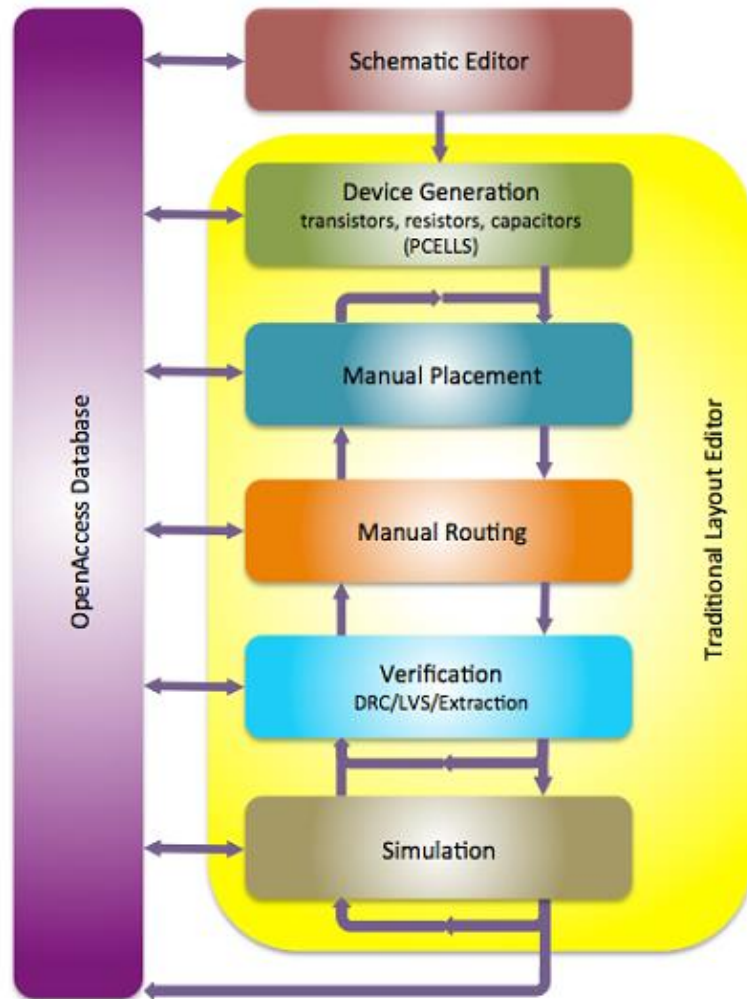 OpenAccess Database
Schematic Editor
Device Generation
transistors, resistors, capacitors
(PCELLS)
Manual Placement
Manual Routing
Verification
DRC/LVS/Extraction
Simulation
Traditional Layout Editor